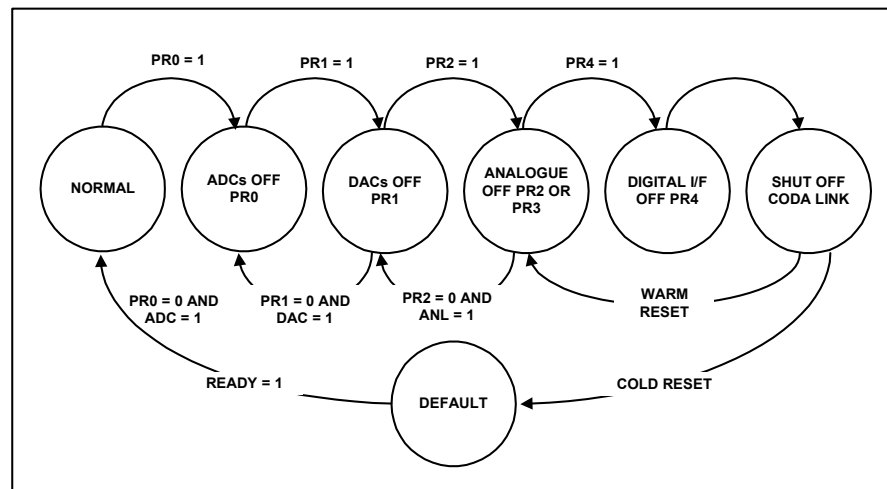 PR0 = 1
PR1 = 1
PR2 = 1
PR4 = 1
NORMAL
ADCs OFF
PR0
DACs OFF
PR1
ANALOGUE
OFF PR2 OR
PR3
DIGITAL I/F
OFF PR4
SHUT OFF
CODA LINK
PR0 = 0 AND
ADC = 1
PR1 = 0 AND
DAC = 1
PR2 = 0 AND
ANL = 1
WARM
RESET
READY = 1
DEFAULT
COLD RESET